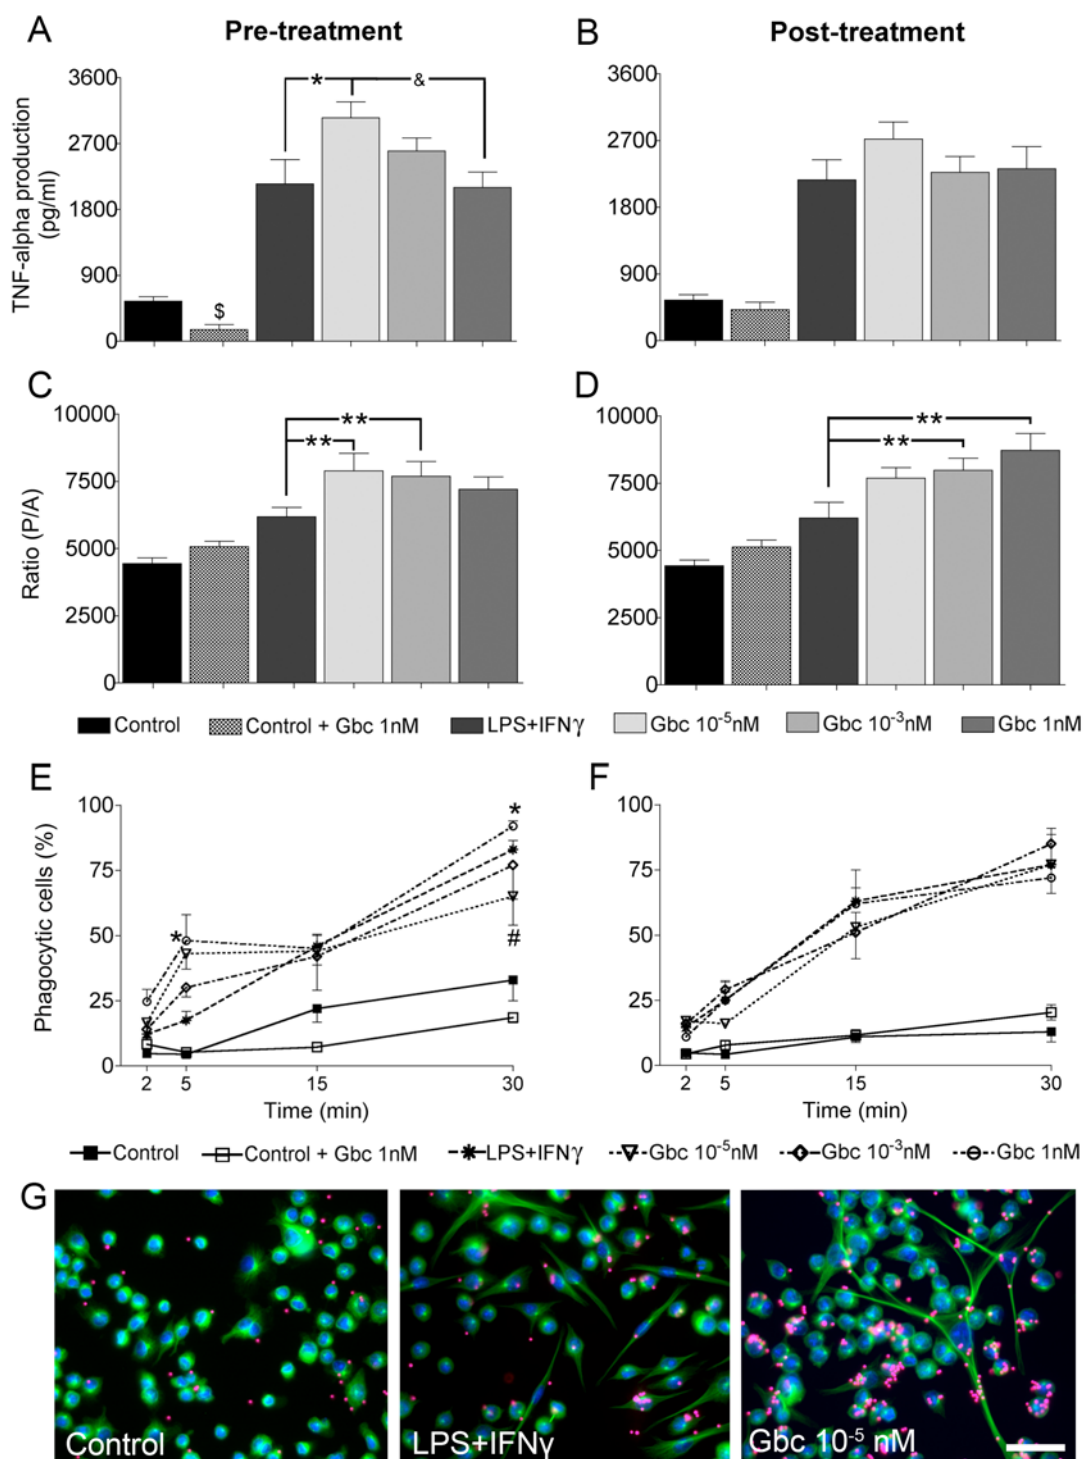 A Pre-treatment
B Post-treatment
TNF-alpha production
(pg/ml)
3600
2700
1800
900
0
$
*
&
3600
2700
1800
900
0
C
D
Ratio (P/A)
10000
7500
5000
2500
0
**
**
10000
7500
5000
2500
0
**
**
Control Control + Gbc 1nM LPS+IFNγ Gbc 10⁻⁵nM Gbc 10⁻³nM Gbc 1nM
E
F
Phagocytic cells (%)
100
75
50
25
0
*
*
#
2 5 15 30
Time (min)
100
75
50
25
0
2 5 15 30
Time (min)
Control Control + Gbc 1nM LPS+IFNγ Gbc 10⁻⁵nM Gbc 10⁻³nM Gbc 1nM
G
Control
LPS+IFNγ
Gbc 10⁻⁵ nM